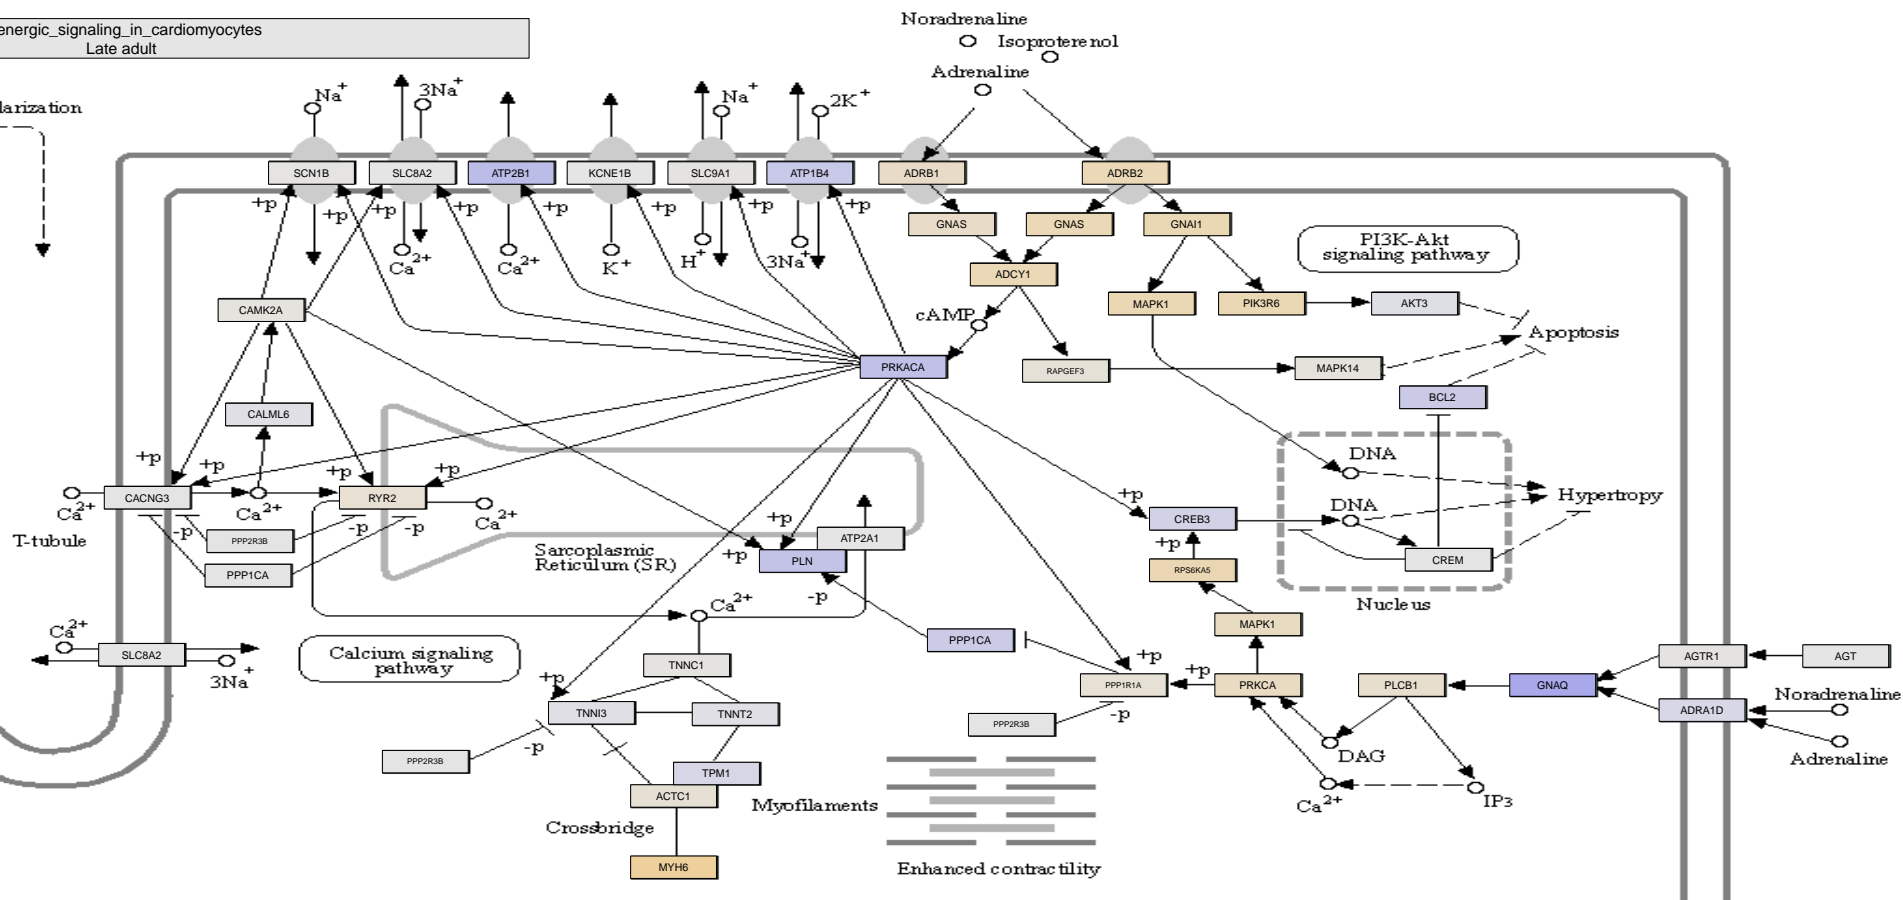 energic_signaling_in_cardiomyocytes
Late adult
Noradrenaline
Isoproterenol
Adrenaline
larization
Na+
3Na+
Na+
2K+
SCN1B
SLC8A2
ATP2B1
KCNE1B
SLC9A1
ATP1B4
ADRB1
ADRB2
+p
+p
+p
+p
+p
+p
+p
+p
GNAS
GNAS
GNAI1
PI3K-Akt
signaling pathway
Ca2+
Ca2+
K+
H+
3Na+
ADCY1
CAMK2A
MAPK1
PIK3R6
AKT3
cAMP
Apoptosis
PRKACA
RAPGEF3
MAPK14
BCL2
CALML6
+p
+p
+p
+p
DNA
CACNG3
RYR2
Ca2+
Ca2+
Ca2+
-p
-p
-p
+p
Hypertropy
DNA
T-tubule
PPP2R3B
PPP1CA
Sarcoplasmic
Reticulum (SR)
+p
+p
ATP2A1
PLN
-p
CREB3
+p
RPS6KA5
CREM
Nucleus
Ca2+
Ca2+
SLC8A2
3Na+
Calcium signaling
pathway
PPP1CA
MAPK1
TNNC1
+p
+p
+p
PPP1R1A
PRKCA
PLCB1
GNAQ
AGTR1
AGT
Noradrenaline
ADRA1D
Adrenaline
TNNI3
TNNT2
-p
PPP2R3B
PPP2R3B
-p
TPM1
ACTC1
DAG
Ca2+
IP3
Myofilaments
Crossbridge
MYH6
Enhanced contractility